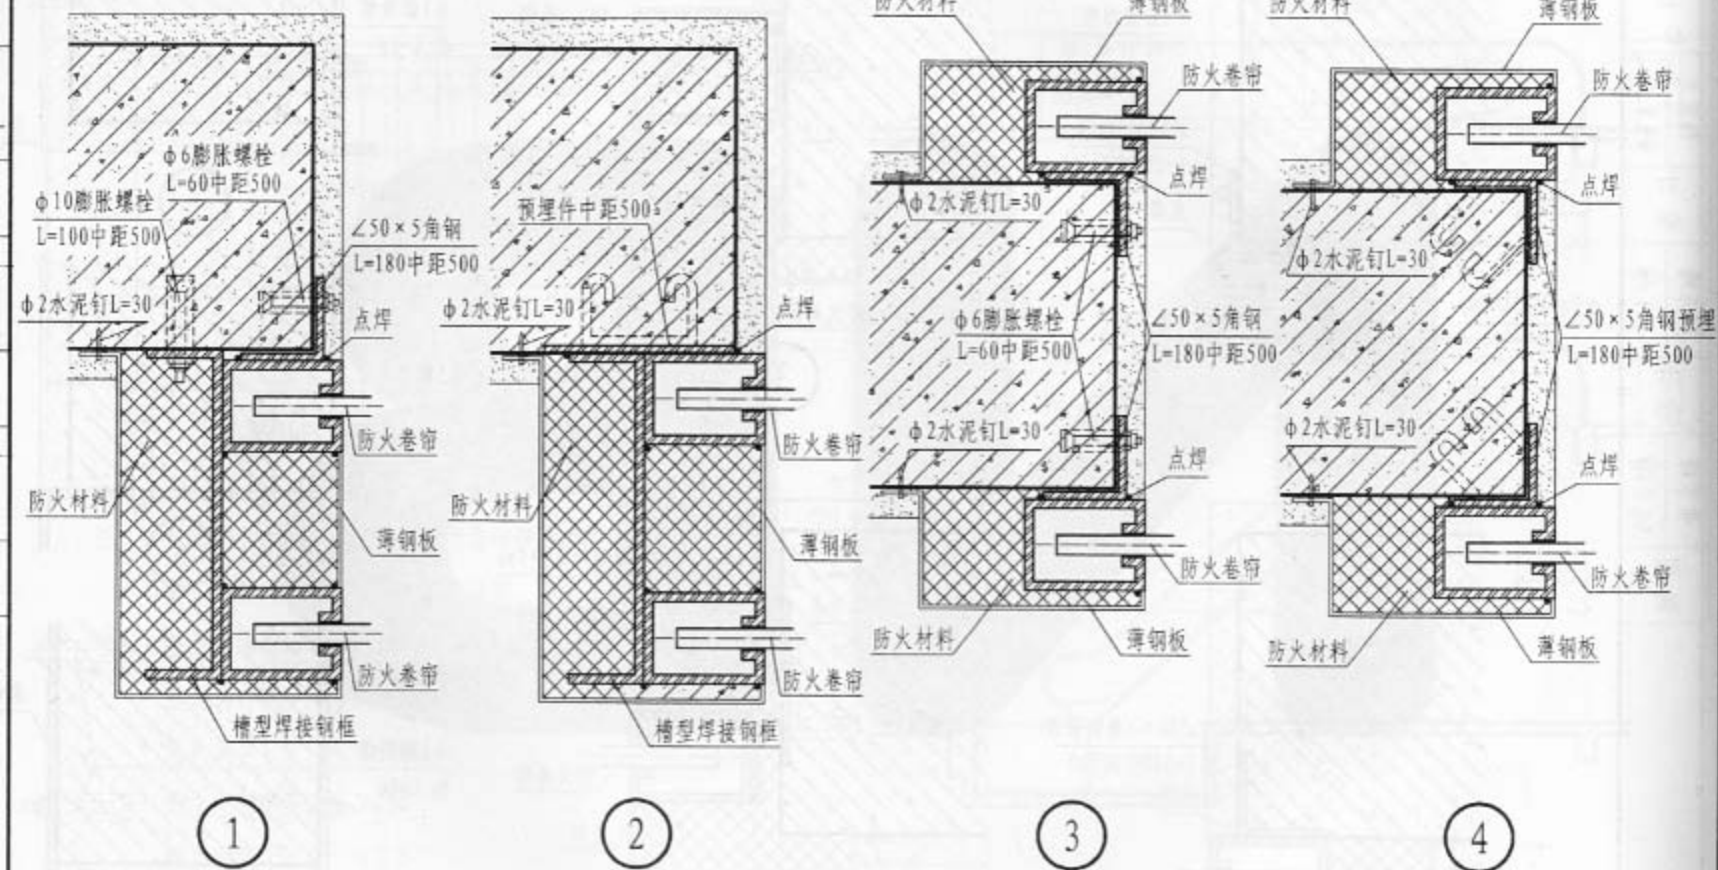 φ6膨胀螺栓
L=60中距500
φ10膨胀螺栓
L=100中距500
∠50×5角钢
L=180中距500
φ2水泥钉L=30
点焊
防火卷帘
防火材料
薄钢板
防火卷帘
槽型焊接钢框
1
预埋件中距500
φ2水泥钉L=30
点焊
防火卷帘
防火材料
薄钢板
防火卷帘
槽型焊接钢框
2
防火材料
薄钢板
防火卷帘
点焊
φ2水泥钉L=30
φ6膨胀螺栓
L=60中距500
∠50×5角钢
L=180中距500
φ2水泥钉L=30
点焊
防火卷帘
防火材料
薄钢板
3
防火材料
薄钢板
防火卷帘
点焊
φ2水泥钉L=30
∠50×5角钢预埋
L=180中距500
φ2水泥钉L=30
点焊
防火卷帘
防火材料
薄钢板
4